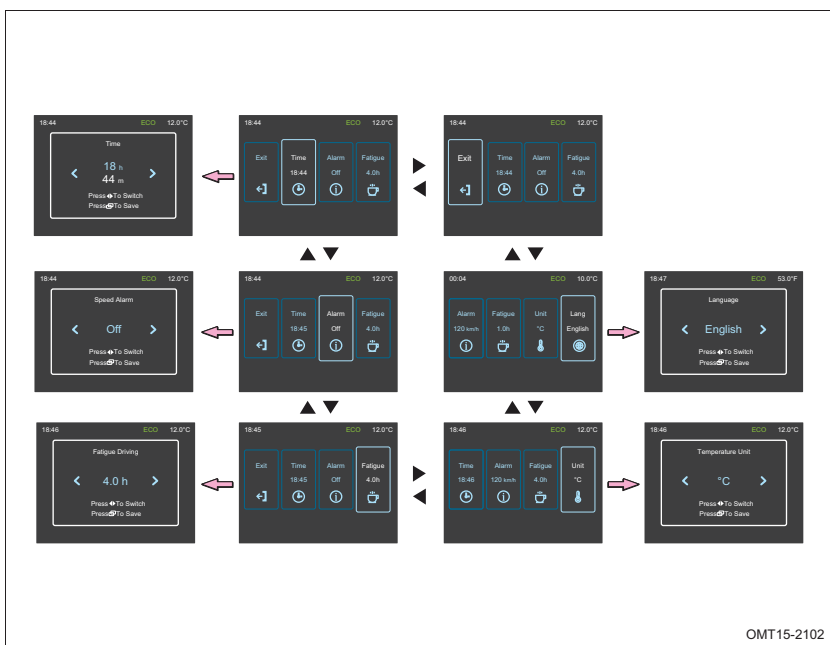 18:44 ECO 12.0°C
Time
18 h
44 m
Press To Switch
Press To Save
18:44 ECO 12.0°C
Exit Time Alarm Fatigue
18:44 Off 4.0h
18:44 ECO 12.0°C
Exit Time Alarm Fatigue
18:44 Off 4.0h
18:44 ECO 12.0°C
Speed Alarm
Off
Press To Switch
Press To Save
18:44 ECO 12.0°C
Exit Time Alarm Fatigue
18:45 Off 4.0h
00:04 ECO 10.0°C
Alarm Fatigue Unit Lang
120 km/h 1.0h °C English
18:47 ECO 53.0°F
Language
English
Press To Switch
Press To Save
18:46 ECO 12.0°C
Fatigue Driving
4.0 h
Press To Switch
Press To Save
18:45 ECO 12.0°C
Exit Time Alarm Fatigue
18:45 Off 4.0h
18:46 ECO 12.0°C
Time Alarm Fatigue Unit
18:46 120 km/h 4.0h °C
18:46 ECO 12.0°C
Temperature Unit
°C
Press To Switch
Press To Save
OMT15-2102